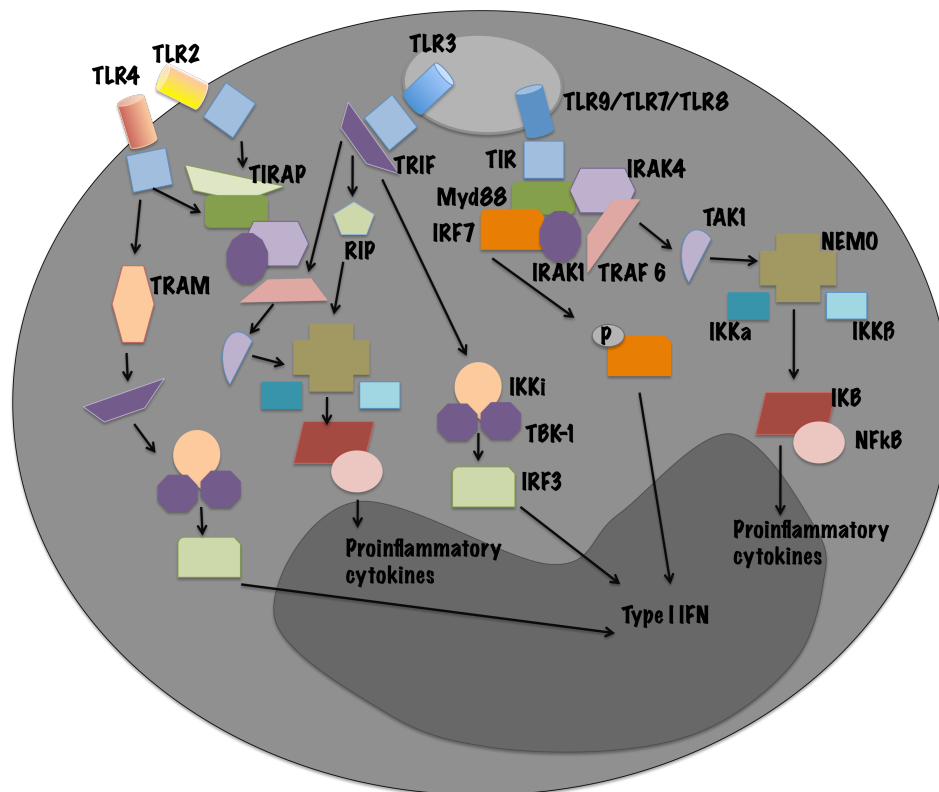 TLR3
TLR2
TLR4
TLR9/TLR7/TLR8
TIRAP
TRIF
TIR
IRAK4
Myd88
TAK1
IRF7
NEMO
RIP
IRAK1
TRAF 6
TRAM
IKKa
IKKβ
P
IKKi
IKB
TBK-1
NFkB
IRF3
Proinflammatory
cytokines
Proinflammatory
cytokines
Type I IFN